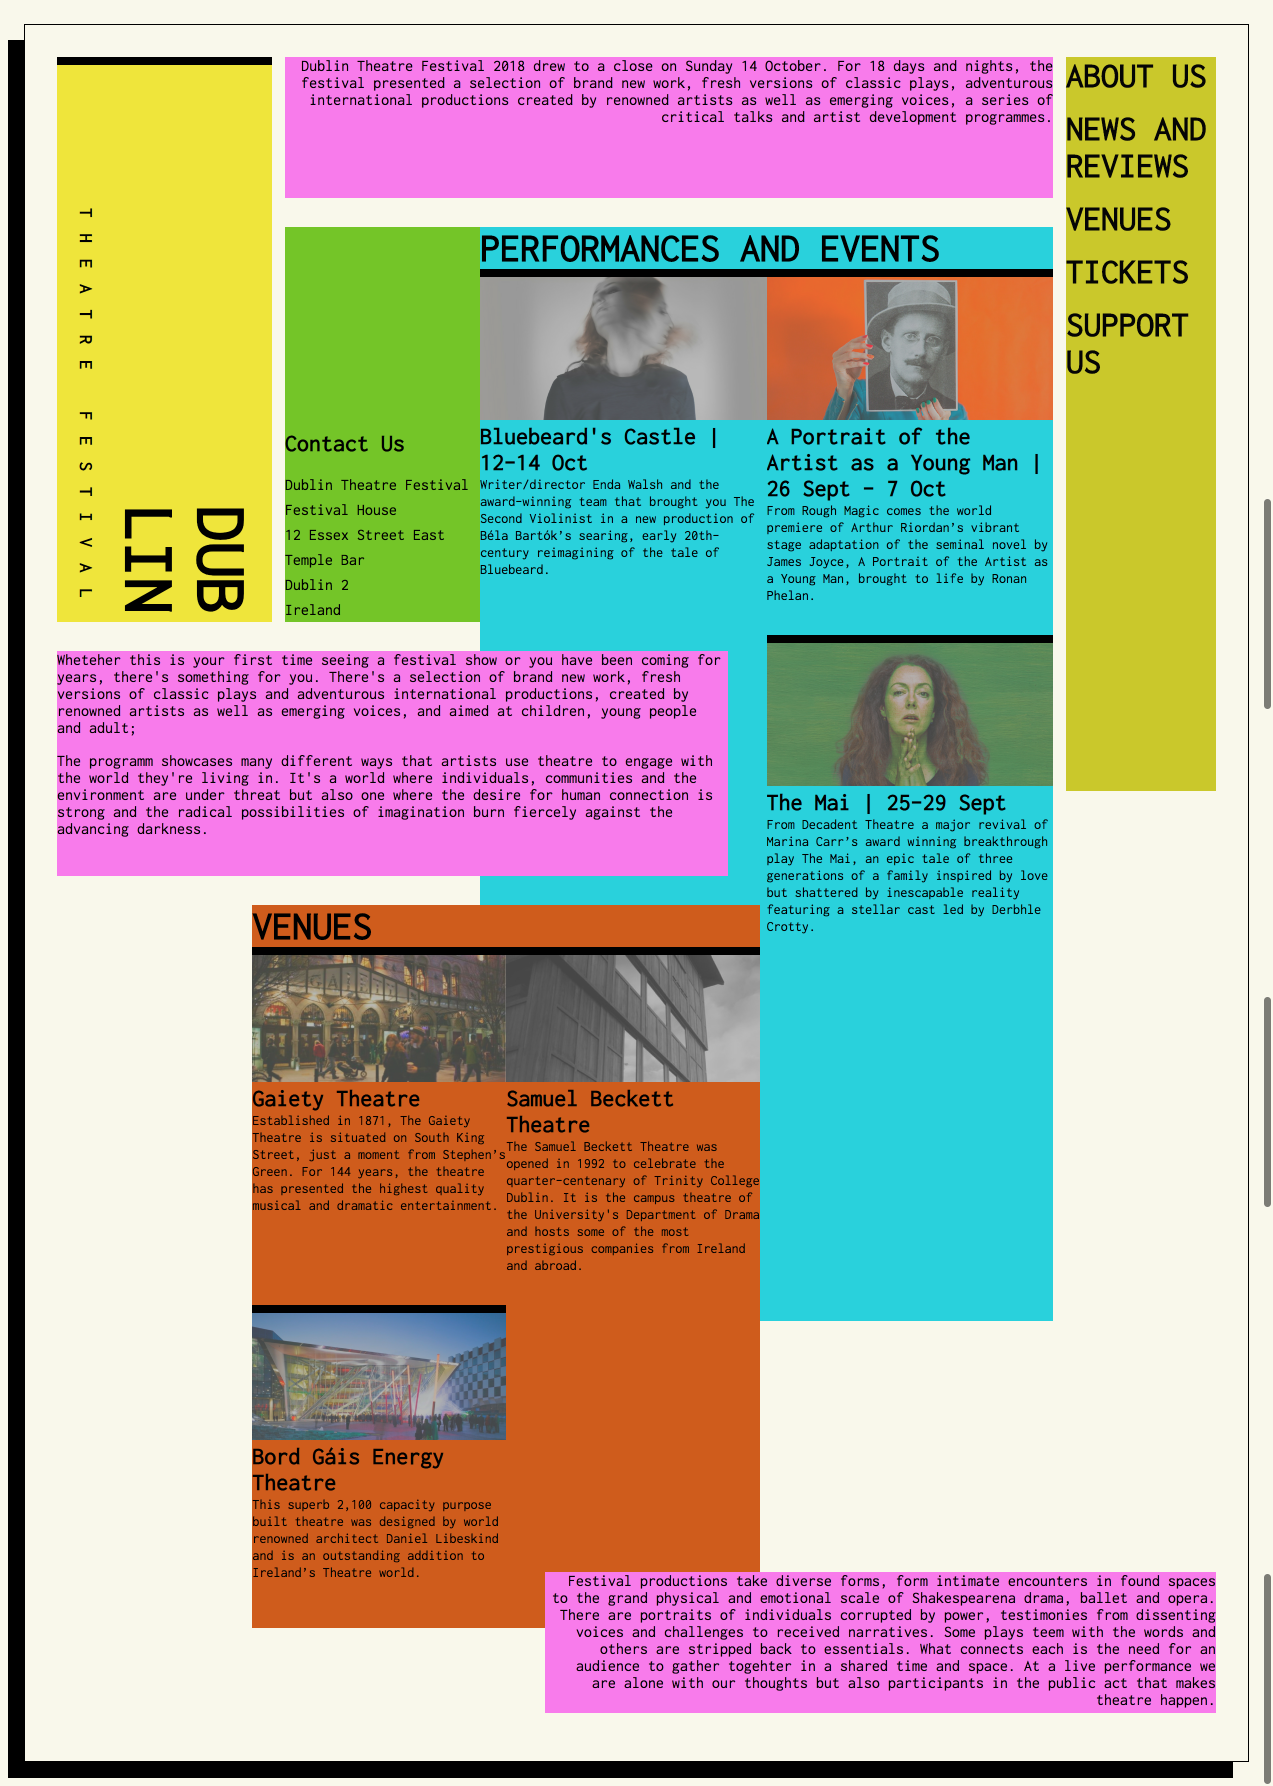 THEATRE FESTIVAL
DUB
LIN
Dublin Theatre Festival 2018 drew to a close on Sunday 14 October. For 18 days and nights, the
festival presented a selection of brand new work, fresh versions of classic plays, adventurous
international productions created by renowned artists as well as emerging voices, a series of
critical talks and artist development programmes.
ABOUT US
NEWS AND
REVIEWS
VENUES
TICKETS
SUPPORT
US
Contact Us
Dublin Theatre Festival
Festival House
12 Essex Street East
Temple Bar
Dublin 2
Ireland
PERFORMANCES AND EVENTS
Bluebeard's Castle |
12-14 Oct
Writer/director Enda Walsh and the
award-winning team that brought you The
Second Violinist in a new production of
Béla Bartók’s searing, early 20th-
century reimagining of the tale of
Bluebeard.
A Portrait of the
Artist as a Young Man |
26 Sept - 7 Oct
From Rough Magic comes the world
premiere of Arthur Riordan’s vibrant
stage adaptation of the seminal novel by
James Joyce, A Portrait of the Artist as
a Young Man, brought to life by Ronan
Phelan.
The Mai | 25-29 Sept
From Decadent Theatre a major revival of
Marina Carr’s award winning breakthrough
play The Mai, an epic tale of three
generations of a family inspired by love
but shattered by inescapable reality
featuring a stellar cast led by Derbhle
Crotty.
Wheteher this is your first time seeing a festival show or you have been coming for
years, there's something for you. There's a selection of brand new work, fresh
versions of classic plays and adventurous international productions, created by
renowned artists as well as emerging voices, and aimed at children, young people
and adult;
The programm showcases many different ways that artists use theatre to engage with
the world they're living in. It's a world where individuals, communities and the
environment are under threat but also one where the desire for human connection is
strong and the radical possibilities of imagination burn fiercely against the
advancing darkness.
VENUES
GAIETY
Gaiety Theatre
Established in 1871, The Gaiety
Theatre is situated on South King
Street, just a moment from Stephen’s
Green. For 144 years, the theatre
has presented the highest quality
musical and dramatic entertainment.
Samuel Beckett
Theatre
The Samuel Beckett Theatre was
opened in 1992 to celebrate the
quarter-centenary of Trinity College
Dublin. It is the campus theatre of
the University's Department of Drama
and hosts some of the most
prestigious companies from Ireland
and abroad.
Bord Gáis Energy
Theatre
This superb 2,100 capacity purpose
built theatre was designed by world
renowned architect Daniel Libeskind
and is an outstanding addition to
Ireland’s Theatre world.
Festival productions take diverse forms, form intimate encounters in found spaces
to the grand physical and emotional scale of Shakespearena drama, ballet and opera.
There are portraits of individuals corrupted by power, testimonies from dissenting
voices and challenges to received narratives. Some plays teem with the words and
others are stripped back to essentials. What connects each is the need for an
audience to gather togehter in a shared time and space. At a live performance we
are alone with our thoughts but also participants in the public act that makes
theatre happen.